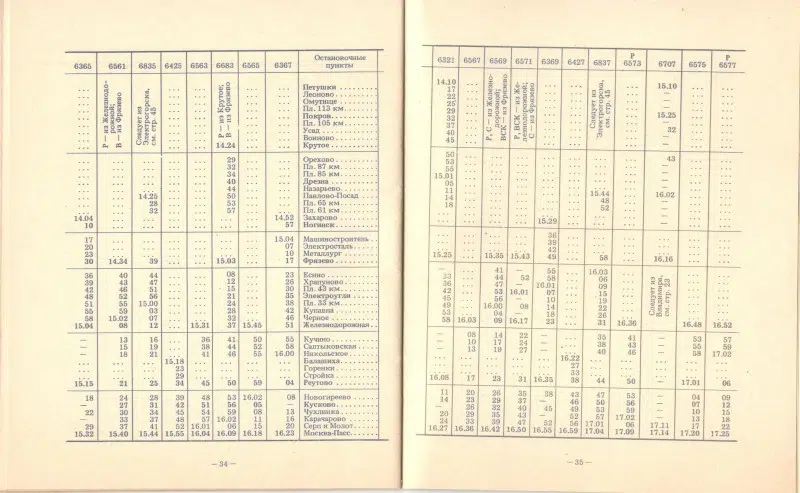 6365 6561 6835 6425 6563 6683 6565 6367 Остановочные пункты
Р — из Железнодорожной;
В — из Фрязево
Следует из
Электрогорска,
см. стр. 45
Р — из Крутое;
В — из Фрязево
Петушки
Леоново
Омутище
Пл. 113 км
Покров
Пл. 105 км
Усад
Войново
14.24 Крутое
29 Орехово
32 Пл. 87 км
34 Пл. 85 км
40 Дрезна
44 Назарьево
14.25 50 Павлово-Посад
28 53 Пл. 65 км
32 57 Пл. 61 км
14.04 14.52 Захарово
10 57 Ногинск
17 15.04 Машиностроитель
20 07 Электросталь
23 10 Металлург
30 14.34 39 15.03 17 Фрязево
36 40 44 08 23 Есино
39 43 47 12 26 Храпуново
42 46 51 15 30 Пл. 43 км
48 52 56 21 35 Электроугли
51 55 15.00 24 38 Пл. 33 км
55 59 03 28 42 Купавна
58 15.02 07 32 46 Черное
15.04 08 12 15.31 37 15.45 51 Железнодорожная
— 13 16 36 41 50 55 Кучино
— 15 19 38 44 52 58 Салтыковская
— 18 21 41 46 55 16.00 Никольское
15.18 Балашиха
23 Горенки
29 Стройка
15.15 21 25 34 45 50 59 04 Реутово
18 24 28 39 48 53 16.02 08 Новогиреево
— 27 31 42 51 56 05 — Кусково
22 30 34 45 54 59 08 13 Чухлинка
— 33 37 48 57 16.02 11 16 Карачарово
29 37 41 52 16.01 06 15 20 Серп и Молот
15.32 15.40 15.44 15.55 16.04 16.09 16.18 16.23 Москва-Пасс.
— 34 —
6321 6567 6569 6571 6369 6427 6837 Р 6573 6707 6575 Р 6577
Р, С — из Железнодорожной;
ВСК — из Фрязево
Р, ВСК — из Железнодорожной;
С — из Фрязево
Следует из
Электрогорска,
см. стр. 45
14.10 15.10
17 —
22 —
25 —
29 15.25
32 —
37 32
40 —
45 —
50 43
53 —
55 —
15.01 —
05 —
11 15.44 16.02
14 48 —
18 52 —
15.29
36
39
42
15.25 15.35 15.43 49 58 16.16
Следует из
Владимира,
см. стр. 23
— 41 — 55 16.03
33 44 52 58 06
36 47 — 16.01 09
42 53 16.01 07 15
45 56 — 10 19
49 16.00 08 14 22
53 04 — 18 26
58 16.03 09 16.17 23 31 16.36 16.48 16.52
— 08 14 22 — 35 41 — 53 57
— 10 17 24 — 38 43 — 55 59
— 13 19 27 — 40 46 — 58 17.02
16.22
27
33
16.08 17 23 31 16.35 38 44 50 — 17.01 06
11 20 26 35 38 43 47 53 — 04 09
14 23 29 37 — 46 50 56 — 07 12
— 26 32 40 45 49 53 59 — 10 15
20 29 35 43 — 52 57 17.02 — 13 18
24 33 39 47 52 56 17.01 06 17.11 17 22
16.27 16.36 16.42 16.50 16.55 16.59 17.04 17.09 17.14 17.20 17.25
— 35 —